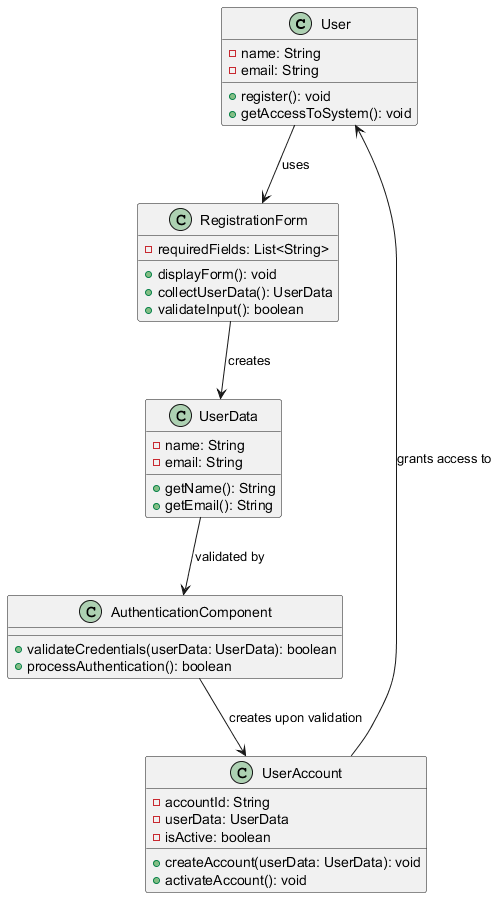 C User
name: String
email: String
register(): void
getAccessToSystem(): void
uses
C RegistrationForm
requiredFields: List<String>
displayForm(): void
collectUserData(): UserData
validateInput(): boolean
creates
C UserData
name: String
email: String
getName(): String
getEmail(): String
grants access to
validated by
C AuthenticationComponent
validateCredentials(userData: UserData): boolean
processAuthentication(): boolean
creates upon validation
C UserAccount
accountId: String
userData: UserData
isActive: boolean
createAccount(userData: UserData): void
activateAccount(): void